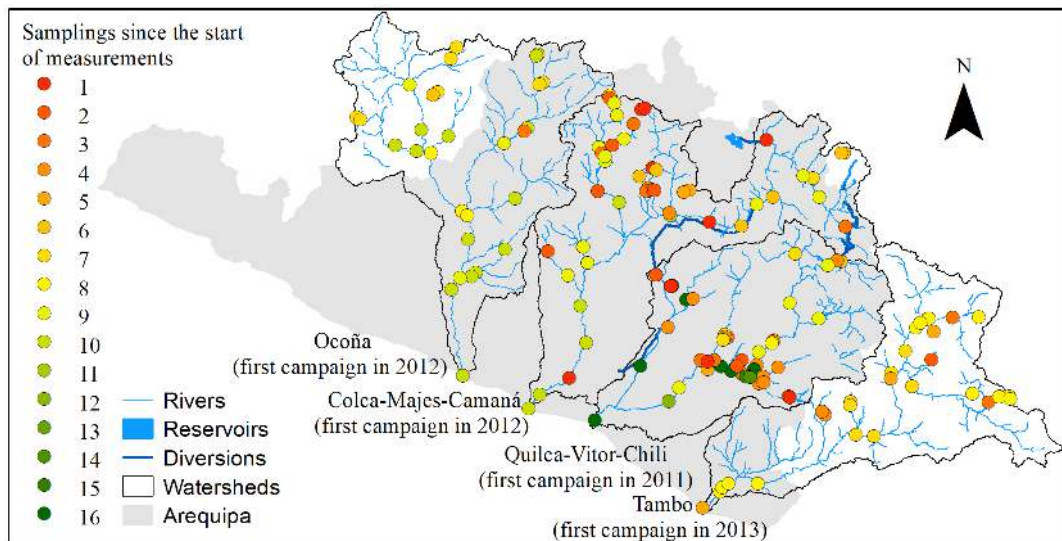 Samplings since the start
of measurements
1
2
3
4
5
6
7
8
9
10
11
12
13
14
15
16
Rivers
Reservoirs
Diversions
Watersheds
Arequipa
N
Ocoña
(first campaign in 2012)
Colca-Majes-Camaná
(first campaign in 2012)
Quilca-Vitor-Chili
(first campaign in 2011)
Tambo
(first campaign in 2013)